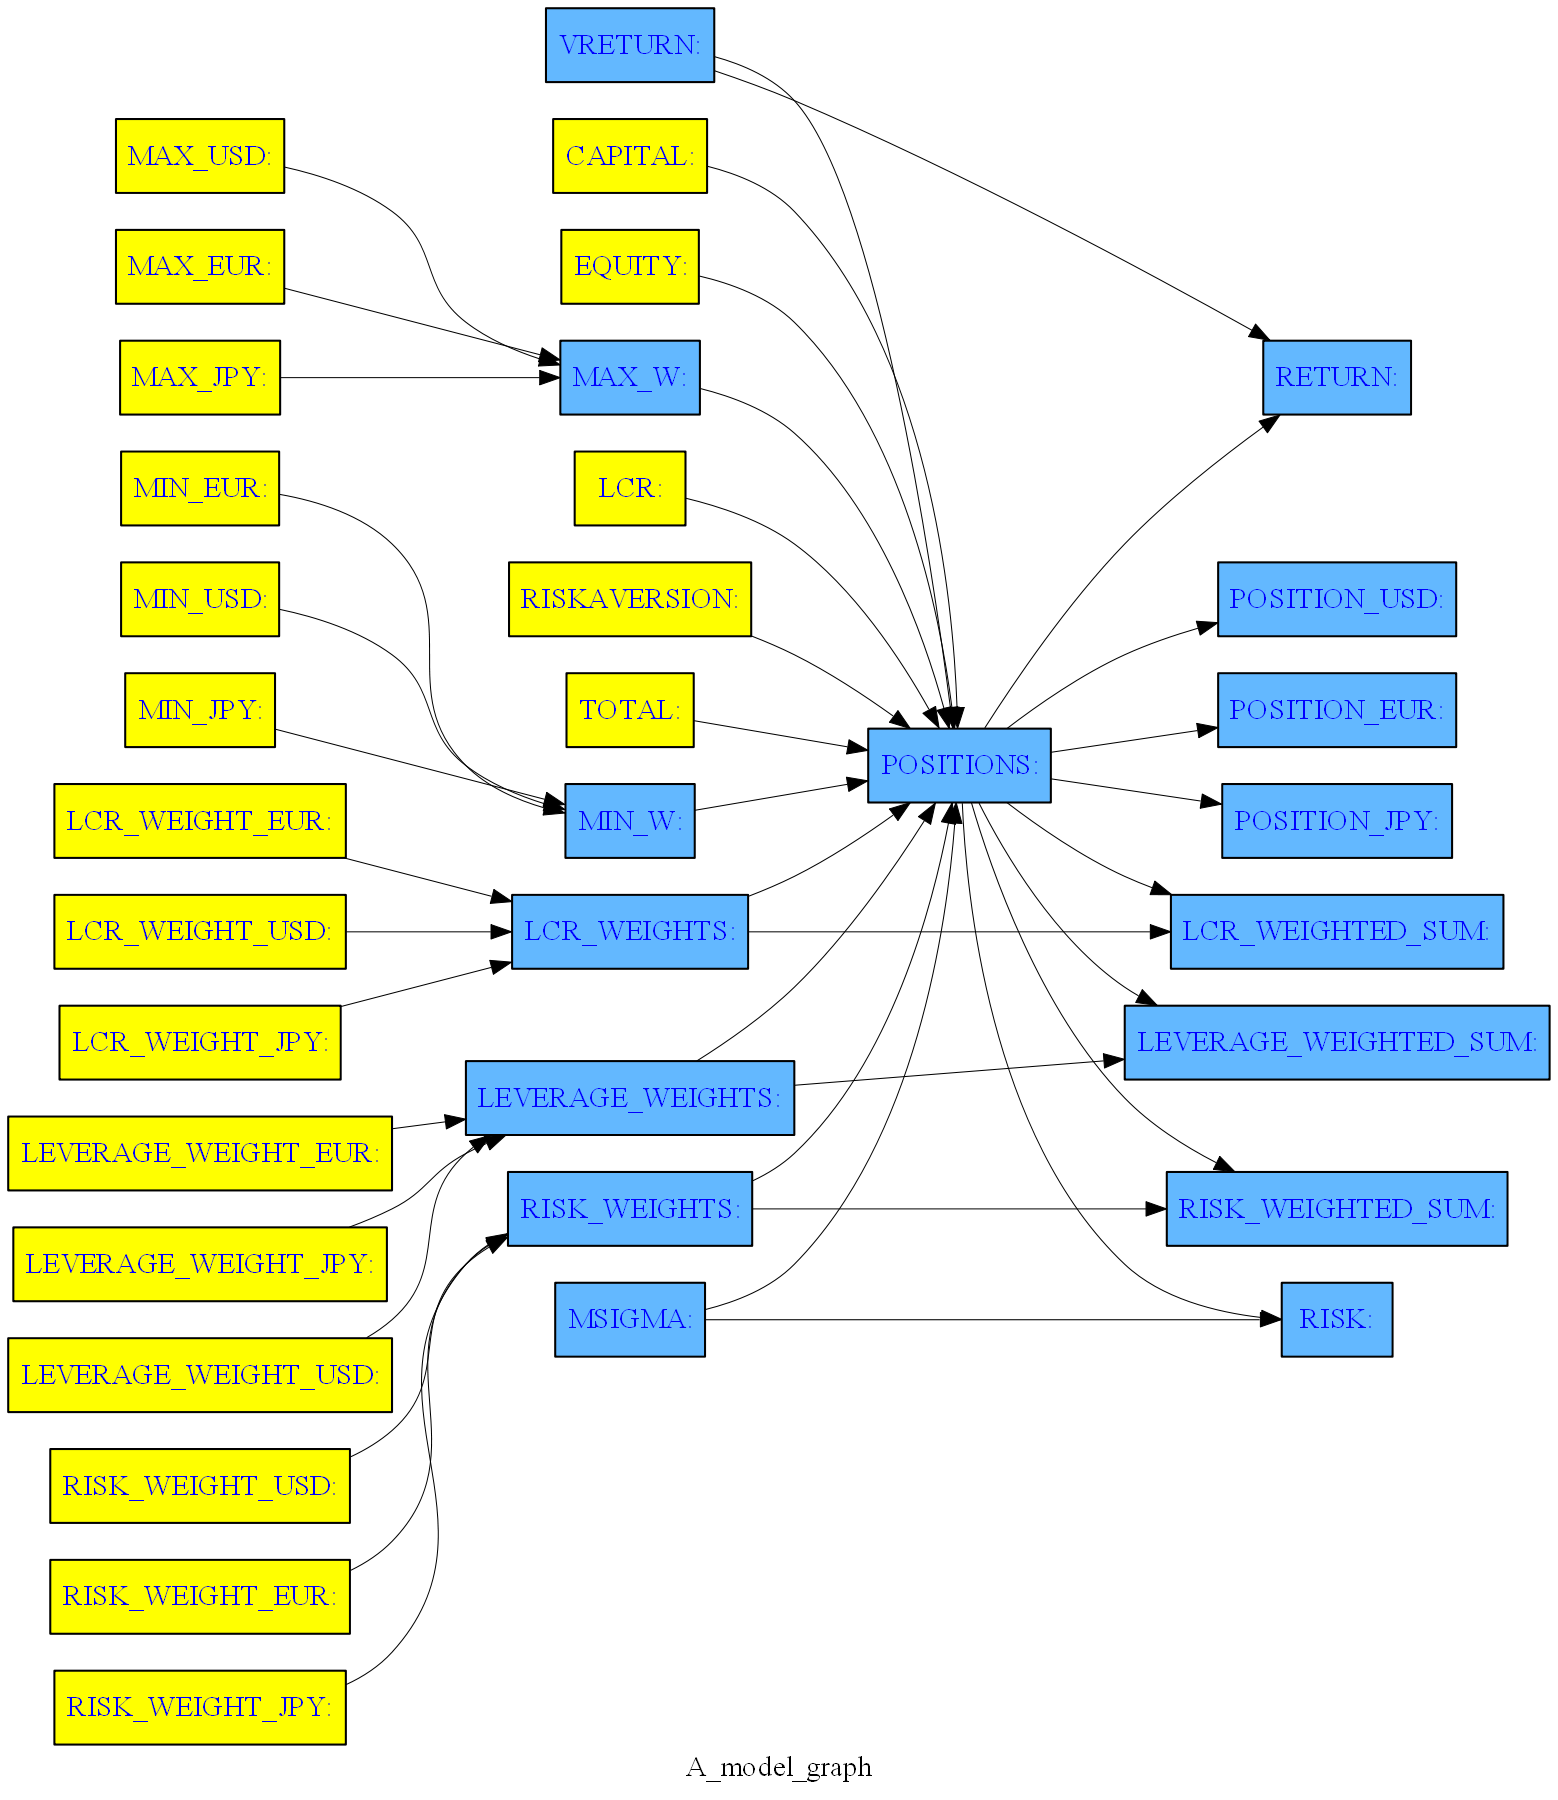 VRETURN:
MAX_USD:
CAPITAL:
MAX_EUR:
EQUITY:
MAX_JPY:
MAX_W:
RETURN:
MIN_EUR:
LCR:
MIN_USD:
RISKAVERSION:
POSITION_USD:
MIN_JPY:
TOTAL:
POSITION_EUR:
POSITIONS:
LCR_WEIGHT_EUR:
MIN_W:
POSITION_JPY:
LCR_WEIGHT_USD:
LCR_WEIGHTS:
LCR_WEIGHTED_SUM:
LCR_WEIGHT_JPY:
LEVERAGE_WEIGHTED_SUM:
LEVERAGE_WEIGHTS:
LEVERAGE_WEIGHT_EUR:
RISK_WEIGHTS:
RISK_WEIGHTED_SUM:
LEVERAGE_WEIGHT_JPY:
MSIGMA:
RISK:
LEVERAGE_WEIGHT_USD:
RISK_WEIGHT_USD:
RISK_WEIGHT_EUR:
RISK_WEIGHT_JPY:
A_model_graph